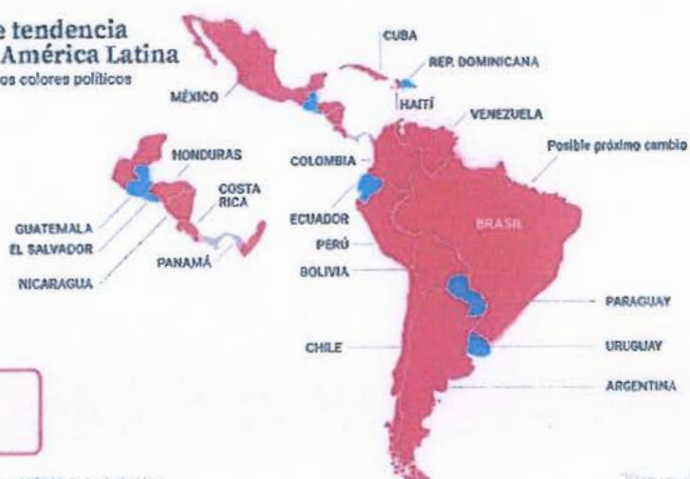 e tendencia
América Latina
os colores políticos
CUBA
REP. DOMINICANA
MÉXICO
HAITÍ
VENEZUELA
Posible próximo cambio
HONDURAS
COLOMBIA
COSTA
RICA
ECUADOR
BRASIL
GUATEMALA
EL SALVADOR
PERÚ
PANAMÁ
BOLIVIA
NICARAGUA
PARAGUAY
CHILE
URUGUAY
ARGENTINA